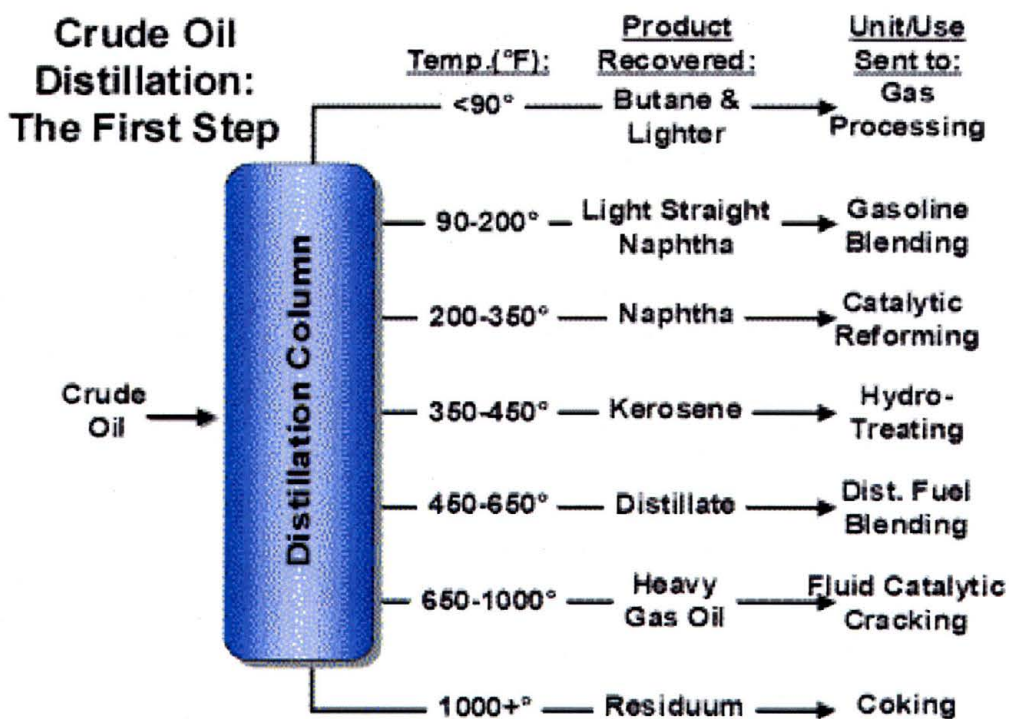 Crude Oil
Distillation:
The First Step
Temp.(°F):
Product
Recovered:
Unit/Use
Sent to:
<90°
Butane &
Lighter
Gas
Processing
90-200°
Light Straight
Naphtha
Gasoline
Blending
200-350°
Naphtha
Catalytic
Reforming
Crude
Oil
Distillation Column
350-450°
Kerosene
Hydro-
Treating
450-650°
Distillate
Dist. Fuel
Blending
650-1000°
Heavy
Gas Oil
Fluid Catalytic
Cracking
1000+°
Residuum
Coking